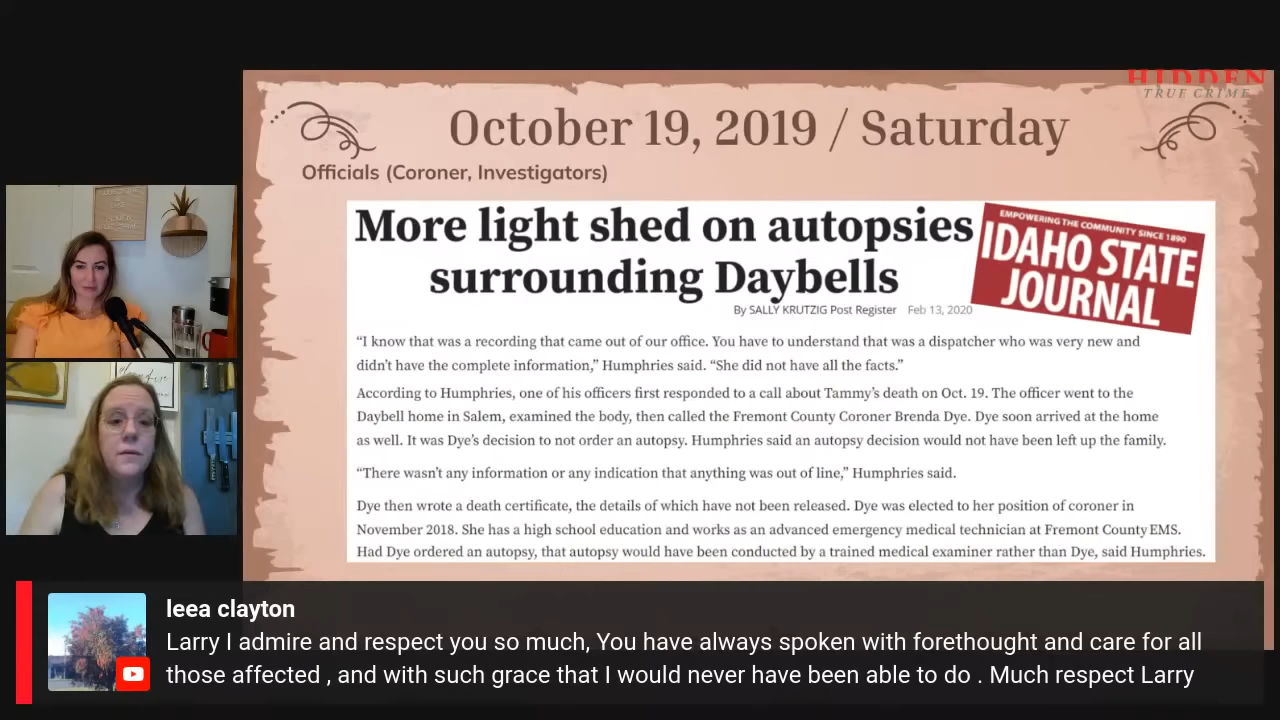 HIDDEN
TRUE CRIME
October 19, 2019 / Saturday
Officials (Coroner, Investigators)
More light shed on autopsies
surrounding Daybells
EMPOWERING THE COMMUNITY SINCE 1890
IDAHO STATE
JOURNAL
By SALLY KRUTZIG Post Register Feb 13, 2020
“I know that was a recording that came out of our office. You have to understand that was a dispatcher who was very new and
didn’t have the complete information,” Humphries said. “She did not have all the facts.”
According to Humphries, one of his officers first responded to a call about Tammy’s death on Oct. 19. The officer went to the
Daybell home in Salem, examined the body, then called the Fremont County Coroner Brenda Dye. Dye soon arrived at the home
as well. It was Dye’s decision to not order an autopsy. Humphries said an autopsy decision would not have been left up the family.
“There wasn’t any information or any indication that anything was out of line,” Humphries said.
Dye then wrote a death certificate, the details of which have not been released. Dye was elected to her position of coroner in
November 2018. She has a high school education and works as an advanced emergency medical technician at Fremont County EMS.
Had Dye ordered an autopsy, that autopsy would have been conducted by a trained medical examiner rather than Dye, said Humphries.
leea clayton
Larry I admire and respect you so much, You have always spoken with forethought and care for all
those affected , and with such grace that I would never have been able to do . Much respect Larry